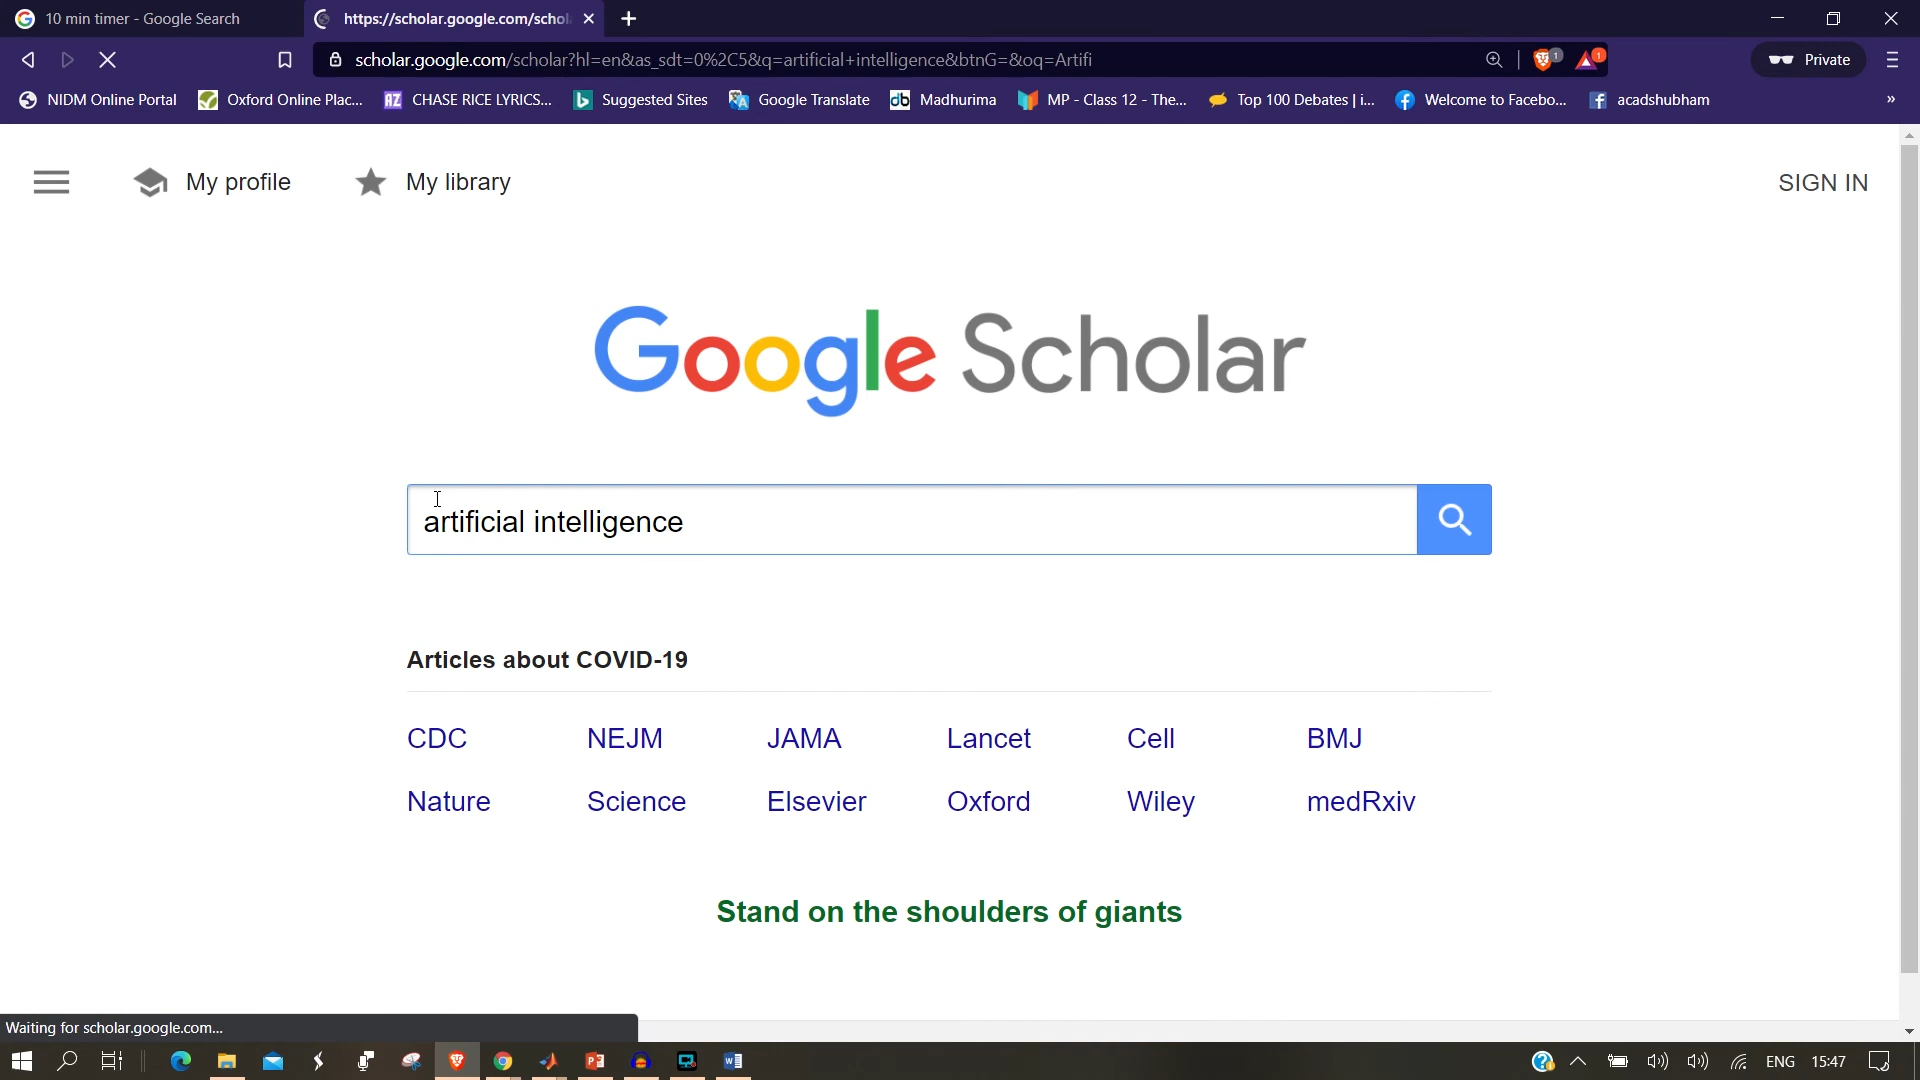 10 min timer - Google Search
https://scholar.google.com/schol
scholar.google.com/scholar?hl=en&as_sdt=0%2C5&q=artificial+intelligence&btnG=&oq=Artifi
1
1
Private
NIDM Online Portal
Oxford Online Plac...
AZ
CHASE RICE LYRICS...
Suggested Sites
Google Translate
db
Madhurima
MP - Class 12 - The...
Top 100 Debates | i...
Welcome to Facebo...
acadshubham
»
My profile
My library
SIGN IN
Google Scholar
artificial intelligence
Articles about COVID-19
CDC NEJM JAMA Lancet Cell BMJ
Nature Science Elsevier Oxford Wiley medRxiv
Stand on the shoulders of giants
Waiting for scholar.google.com...
ENG
15:47